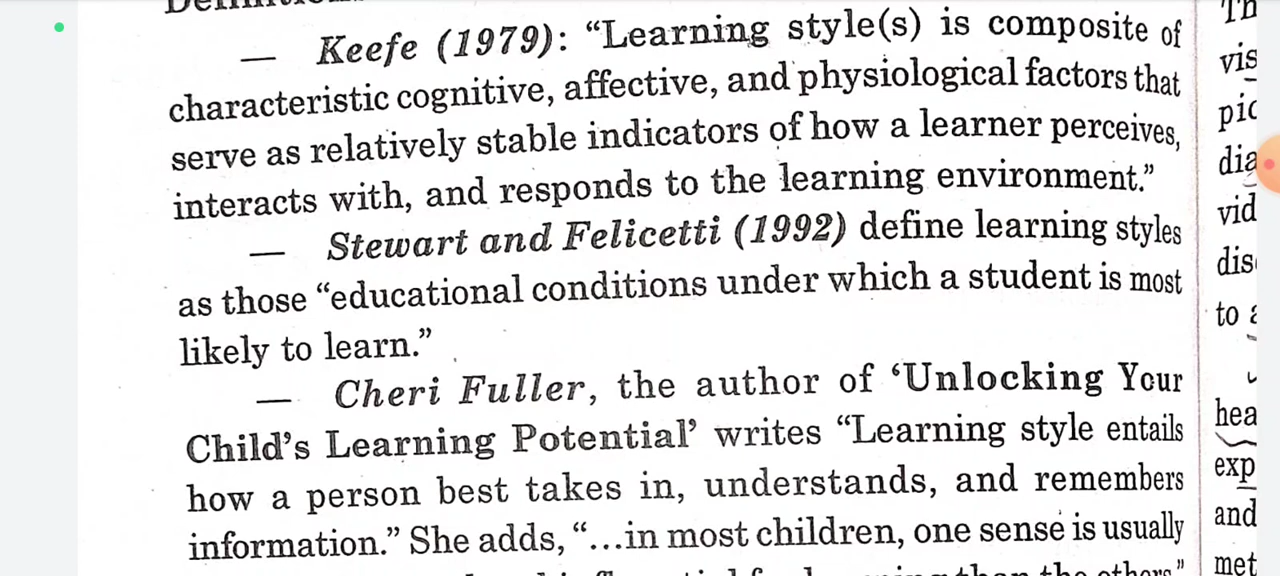 — Keefe (1979): “Learning style(s) is composite of
characteristic cognitive, affective, and physiological factors that
serve as relatively stable indicators of how a learner perceives,
interacts with, and responds to the learning environment.”
— Stewart and Felicetti (1992) define learning styles
as those “educational conditions under which a student is most
likely to learn.”
— Cheri Fuller, the author of ‘Unlocking Your
Child’s Learning Potential’ writes “Learning style entails
how a person best takes in, understands, and remembers
information.” She adds, “...in most children, one sense is usually
than the others”
Th
vis
pic
dia
vid
dis
to a
hea
exp
and
met